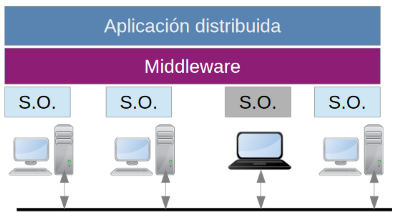 Aplicación distribuida
Middleware
S.O. S.O. S.O. S.O.